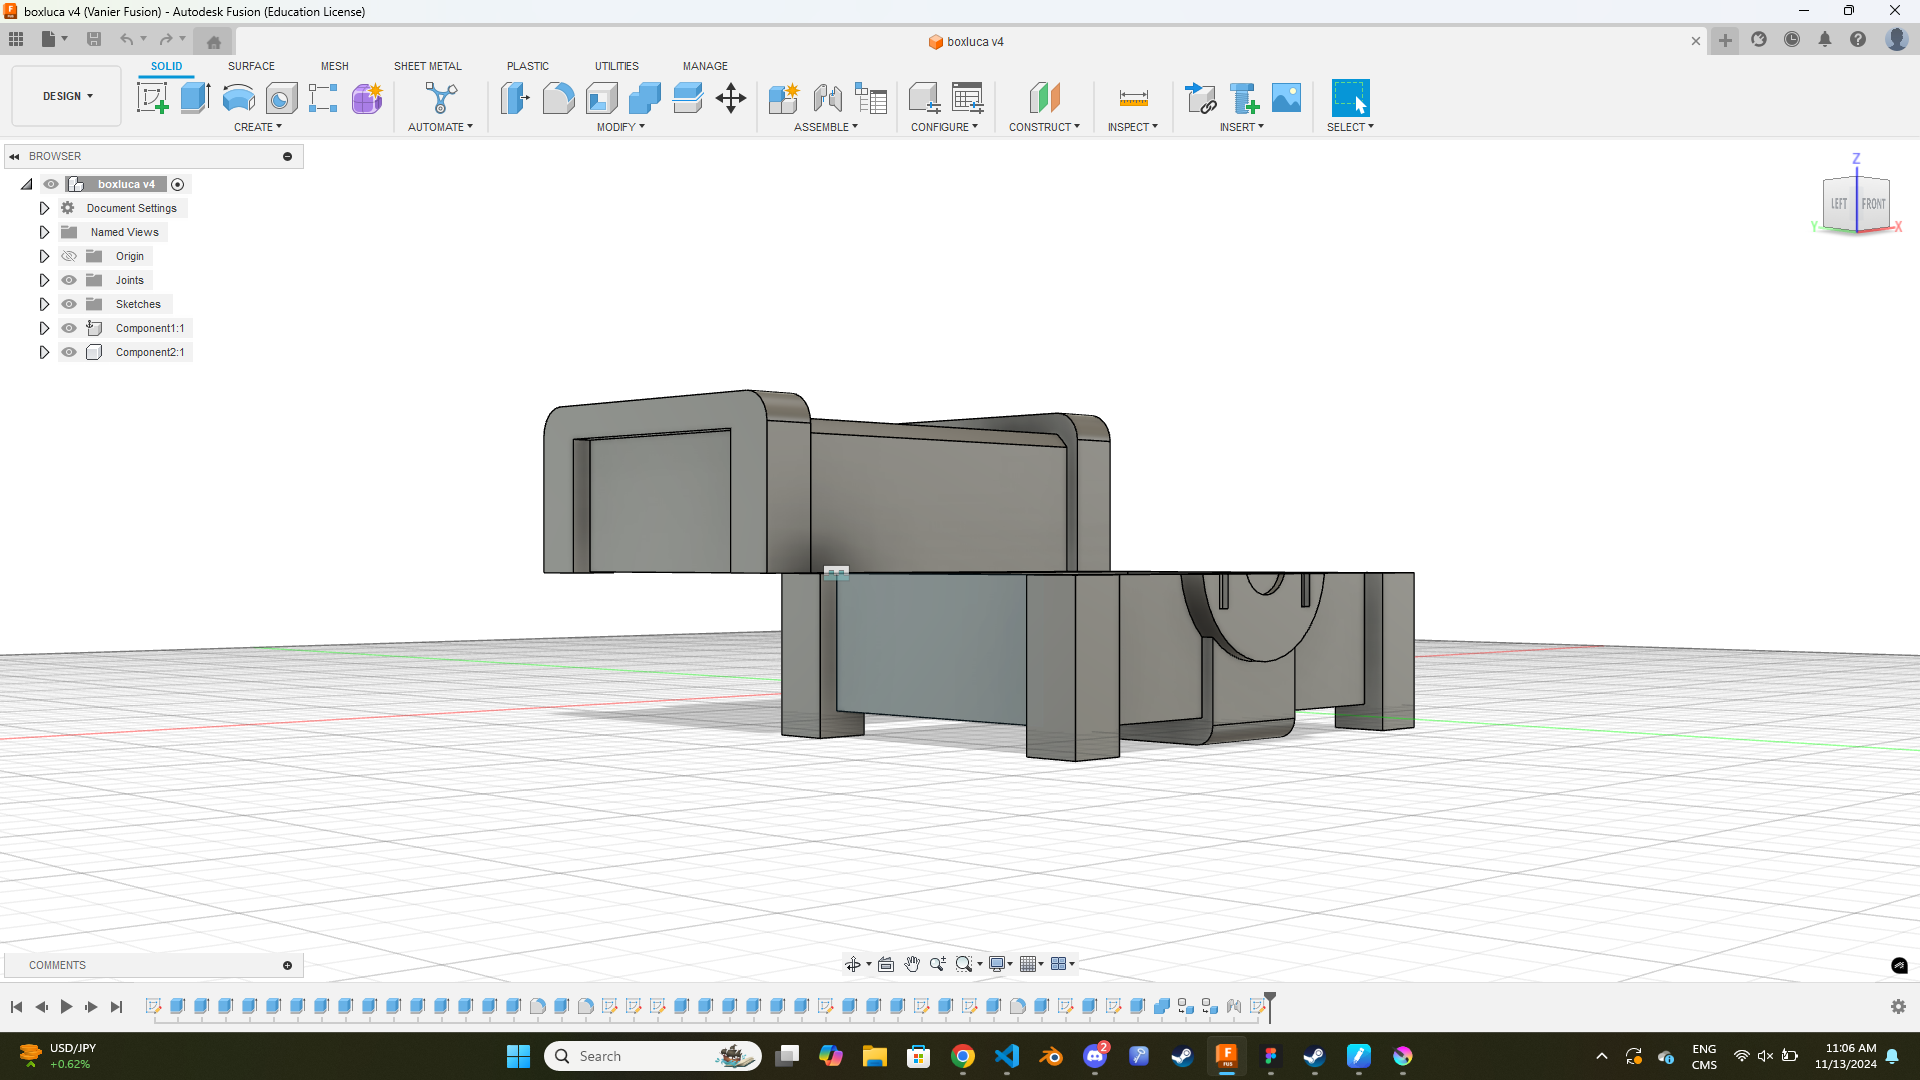 boxluca v4 (Vanier Fusion) - Autodesk Fusion (Education License)
boxluca v4
SOLID SURFACE MESH SHEET METAL PLASTIC UTILITIES MANAGE
DESIGN
CREATE AUTOMATE MODIFY ASSEMBLE CONFIGURE CONSTRUCT INSPECT INSERT SELECT
BROWSER
boxluca v4
Document Settings
Named Views
Origin
Joints
Sketches
Component1:1
Component2:1
Z
LEFT FRONT
Y X
COMMENTS
USD/JPY
+0.62%
Search
2
F
FUS
ENG
CMS
11:06 AM
11/13/2024